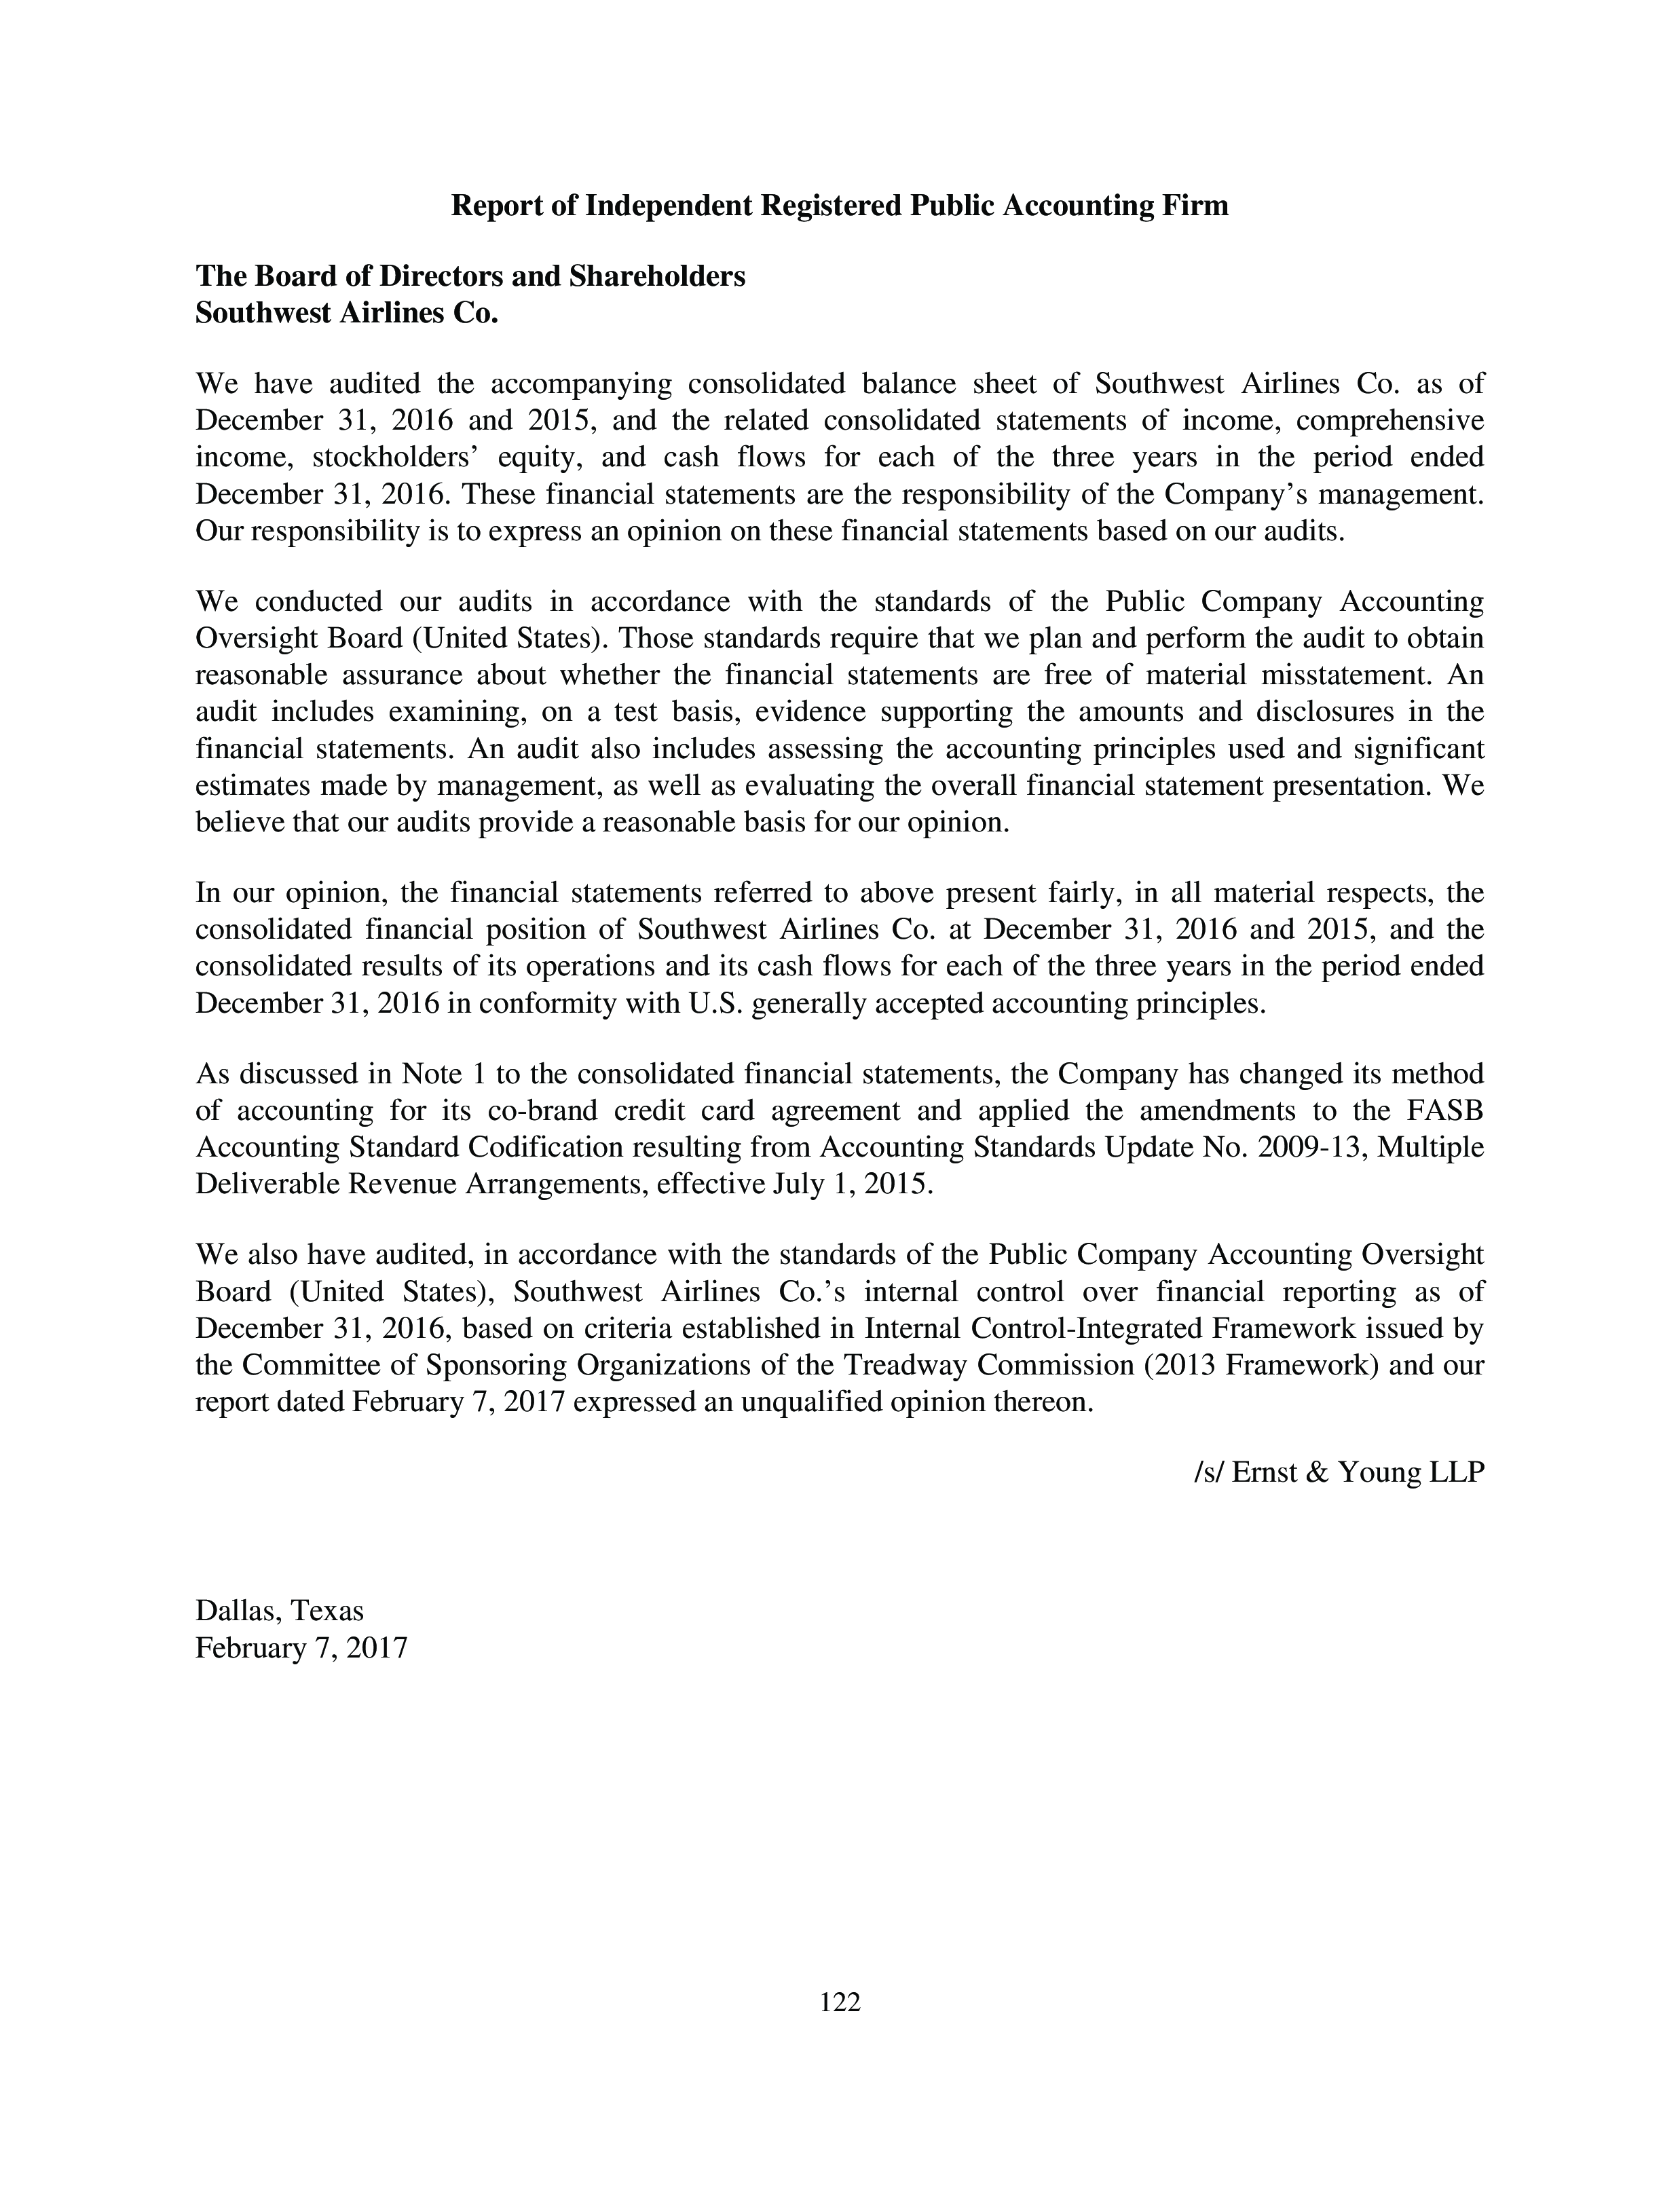 Report of Independent Registered Public Accounting Firm
The Board of Directors and Shareholders
Southwest Airlines Co.
We have audited the accompanying consolidated balance sheet of Southwest Airlines Co. as of
December 31, 2016 and 2015, and the related consolidated statements of income, comprehensive
income, stockholders’ equity, and cash flows for each of the three years in the period ended
December 31, 2016. These financial statements are the responsibility of the Company’s management.
Our responsibility is to express an opinion on these financial statements based on our audits.
We conducted our audits in accordance with the standards of the Public Company Accounting
Oversight Board (United States). Those standards require that we plan and perform the audit to obtain
reasonable assurance about whether the financial statements are free of material misstatement. An
audit includes examining, on a test basis, evidence supporting the amounts and disclosures in the
financial statements. An audit also includes assessing the accounting principles used and significant
estimates made by management, as well as evaluating the overall financial statement presentation. We
believe that our audits provide a reasonable basis for our opinion.
In our opinion, the financial statements referred to above present fairly, in all material respects, the
consolidated financial position of Southwest Airlines Co. at December 31, 2016 and 2015, and the
consolidated results of its operations and its cash flows for each of the three years in the period ended
December 31, 2016 in conformity with U.S. generally accepted accounting principles.
As discussed in Note 1 to the consolidated financial statements, the Company has changed its method
of accounting for its co-brand credit card agreement and applied the amendments to the FASB
Accounting Standard Codification resulting from Accounting Standards Update No. 2009-13, Multiple
Deliverable Revenue Arrangements, effective July 1, 2015.
We also have audited, in accordance with the standards of the Public Company Accounting Oversight
Board (United States), Southwest Airlines Co.’s internal control over financial reporting as of
December 31, 2016, based on criteria established in Internal Control-Integrated Framework issued by
the Committee of Sponsoring Organizations of the Treadway Commission (2013 Framework) and our
report dated February 7, 2017 expressed an unqualified opinion thereon.
/s/ Ernst & Young LLP
Dallas, Texas
February 7, 2017
122